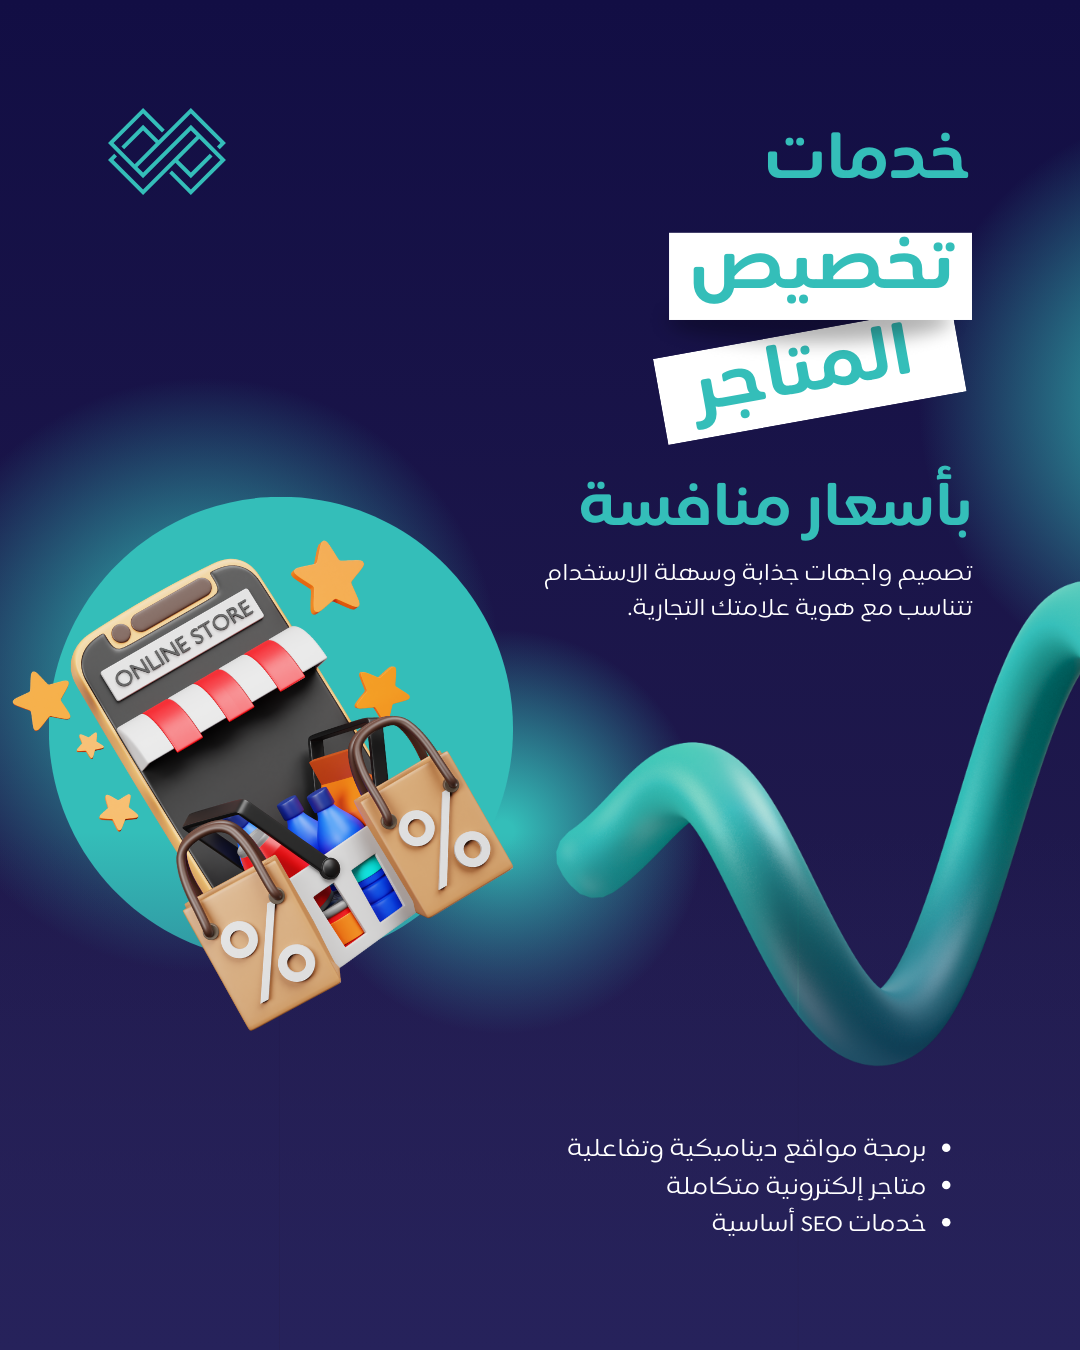 خدمات
تخصيص
المتاجر
بأسعار منافسة
تصميم واجهات جذابة وسهلة الاستخدام
تتناسب مع هوية علامتك التجارية.
ONLINE STORE
• برمجة مواقع ديناميكية وتفاعلية
• متاجر إلكترونية متكاملة
• خدمات SEO أساسية